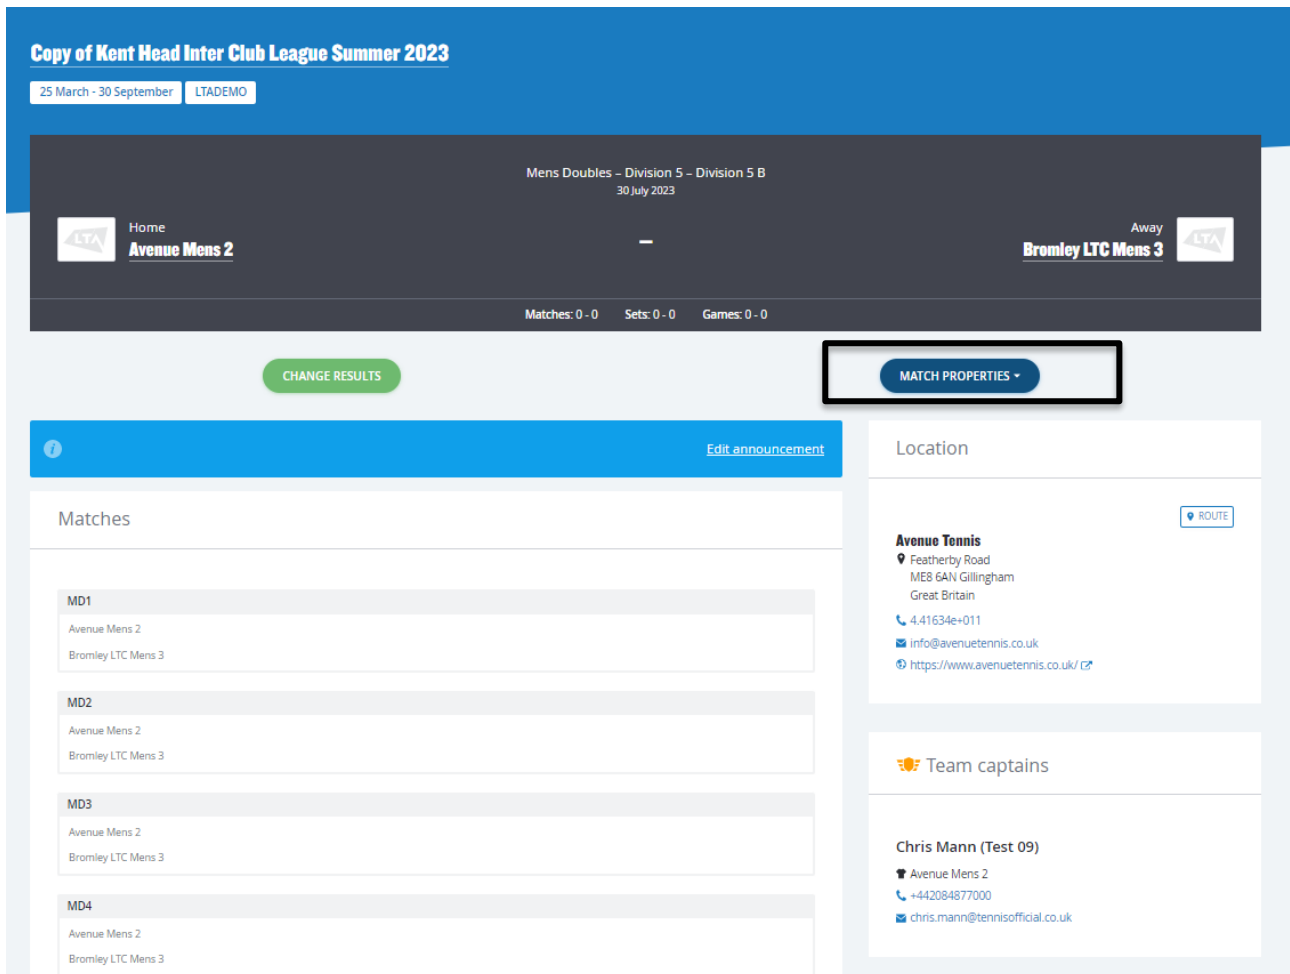 Copy of Kent Head Inter Club League Summer 2023
25 March - 30 September LTADEMO
Mens Doubles – Division 5 – Division 5 B
30 July 2023
LTA
Home
Avenue Mens 2
–
Away
Bromley LTC Mens 3
LTA
Matches: 0 - 0 Sets: 0 - 0 Games: 0 - 0
CHANGE RESULTS
MATCH PROPERTIES
i
Edit announcement
Matches
MD1
Avenue Mens 2
Bromley LTC Mens 3
MD2
Avenue Mens 2
Bromley LTC Mens 3
MD3
Avenue Mens 2
Bromley LTC Mens 3
MD4
Avenue Mens 2
Bromley LTC Mens 3
Location
ROUTE
Avenue Tennis
Featherby Road
ME8 6AN Gillingham
Great Britain
4.41634e+011
info@avenuetennis.co.uk
https://www.avenuetennis.co.uk/
Team captains
Chris Mann (Test 09)
Avenue Mens 2
+442084877000
chris.mann@tennisofficial.co.uk